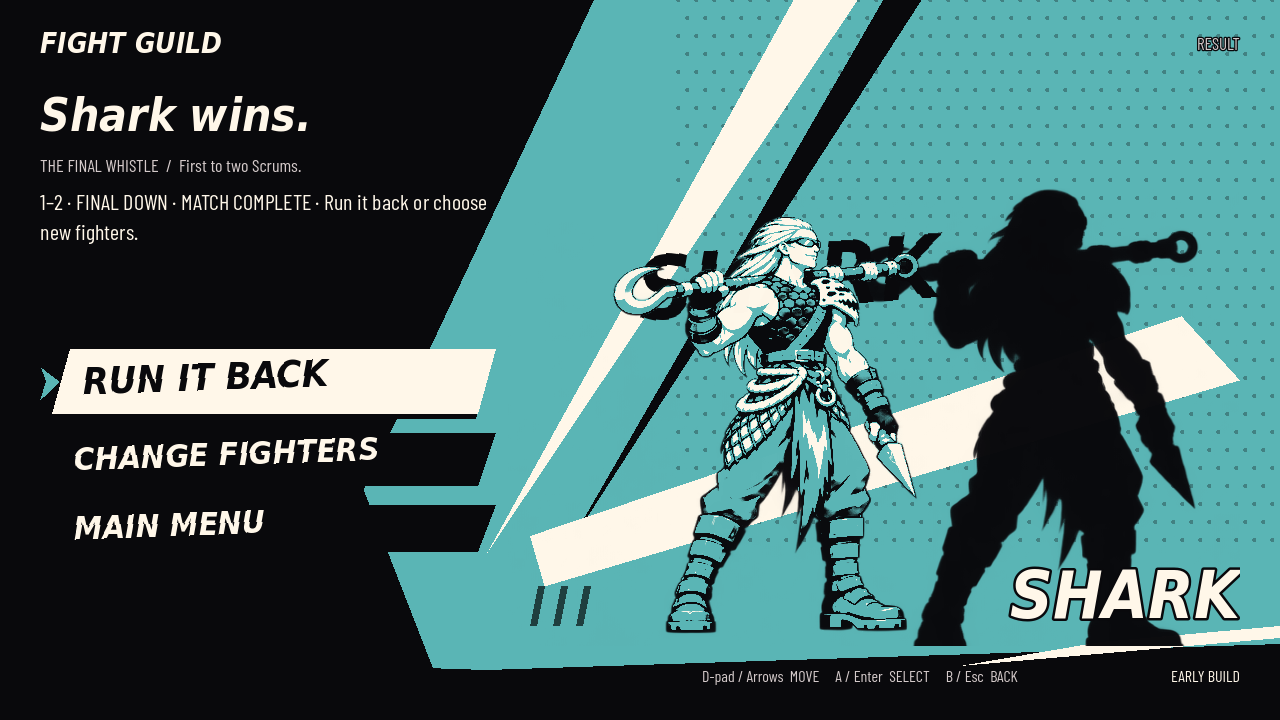 FIGHT GUILD
RESULT
Shark wins.
THE FINAL WHISTLE / First to two Scrums.
1–2 · FINAL DOWN · MATCH COMPLETE · Run it back or choose
new fighters.
RUN IT BACK
CHANGE FIGHTERS
MAIN MENU
SHARK
D-pad / Arrows MOVE A / Enter SELECT B / Esc BACK
EARLY BUILD